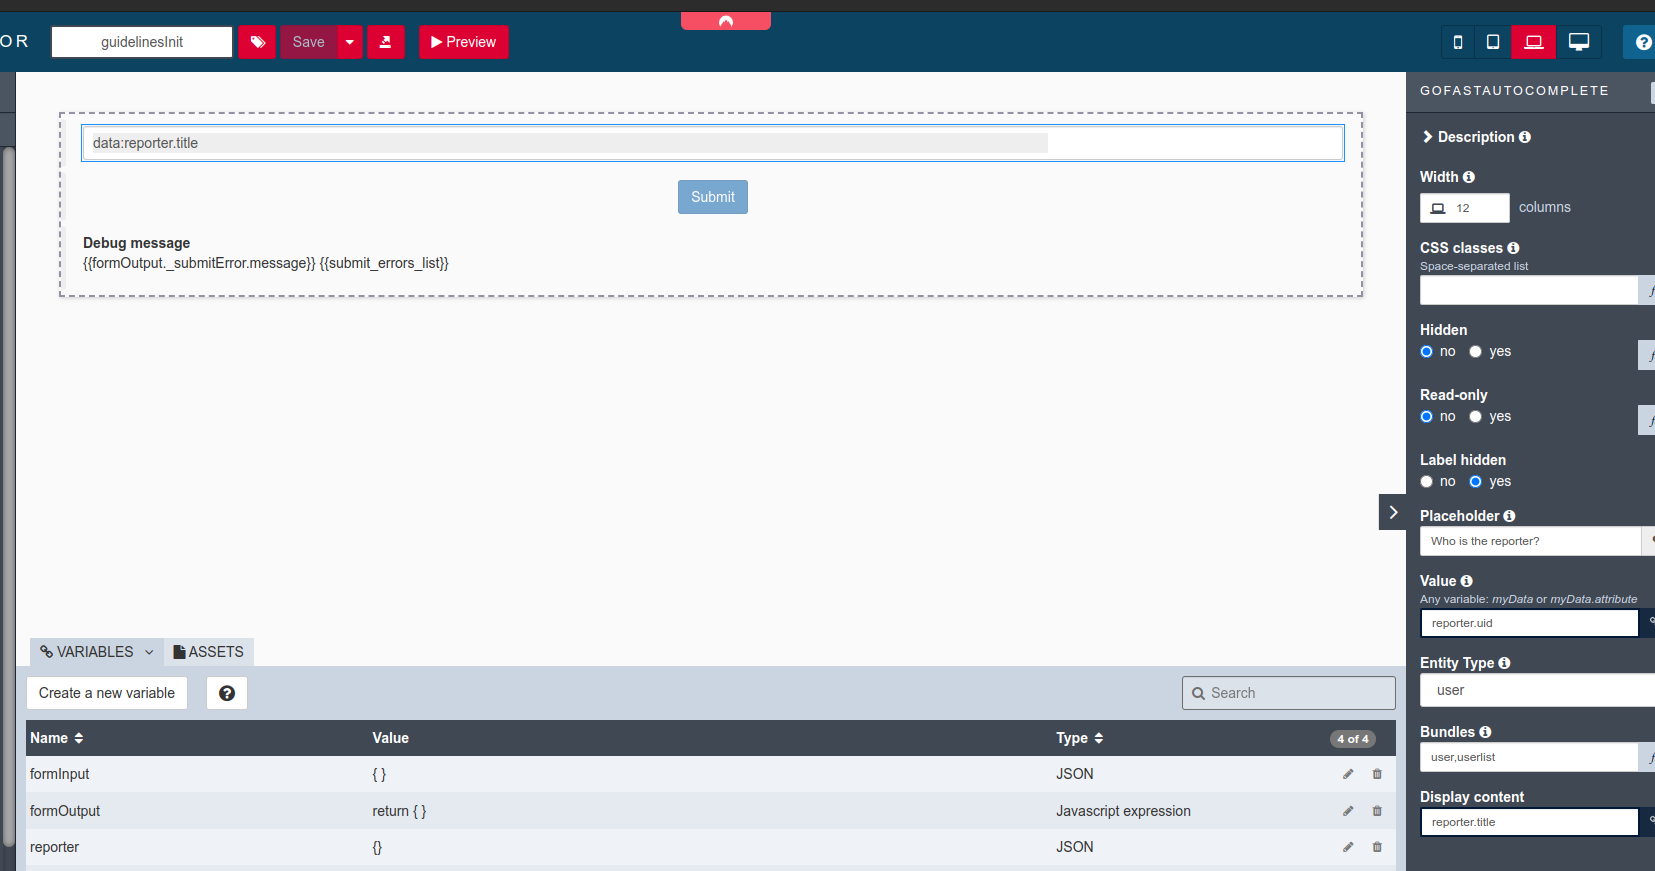 OR
guidelinesInit
Save
Preview
data:reporter.title
Submit
Debug message
{{formOutput._submitError.message}} {{submit_errors_list}}
VARIABLES
ASSETS
Create a new variable
Search
Name
Value
Type
4 of 4
formInput
{ }
JSON
formOutput
return { }
Javascript expression
reporter
{}
JSON
GOFASTAUTOCOMPLETE
Description
Width
12
columns
CSS classes
Space-separated list
Hidden
no
yes
Read-only
no
yes
Label hidden
no
yes
Placeholder
Who is the reporter?
Value
Any variable: myData or myData.attribute
reporter.uid
Entity Type
user
Bundles
user,userlist
Display content
reporter.title